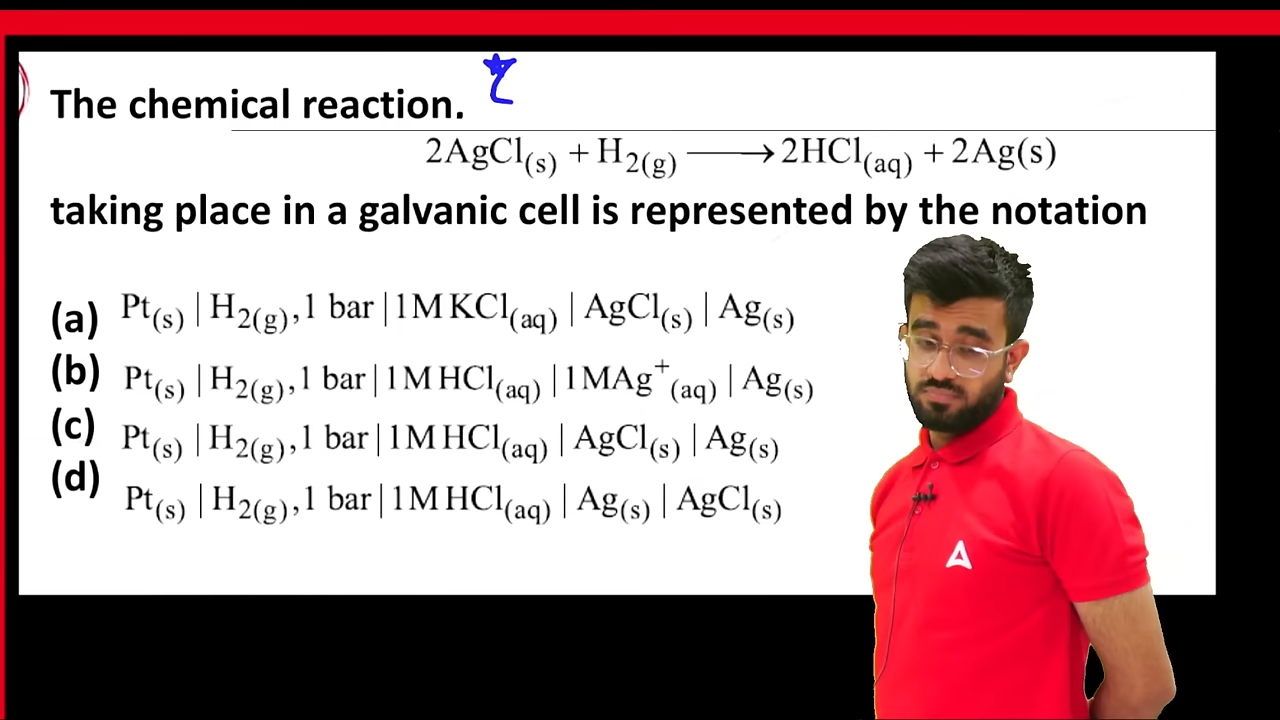 The chemical reaction.
2AgCl(s) + H2(g) ⟶ 2HCl(aq) + 2Ag(s)
taking place in a galvanic cell is represented by the notation
(a) Pt(s) | H2(g), 1 bar | 1M KCl(aq) | AgCl(s) | Ag(s)
(b) Pt(s) | H2(g), 1 bar | 1M HCl(aq) | 1MAg+(aq) | Ag(s)
(c) Pt(s) | H2(g), 1 bar | 1M HCl(aq) | AgCl(s) | Ag(s)
(d) Pt(s) | H2(g), 1 bar | 1M HCl(aq) | Ag(s) | AgCl(s)